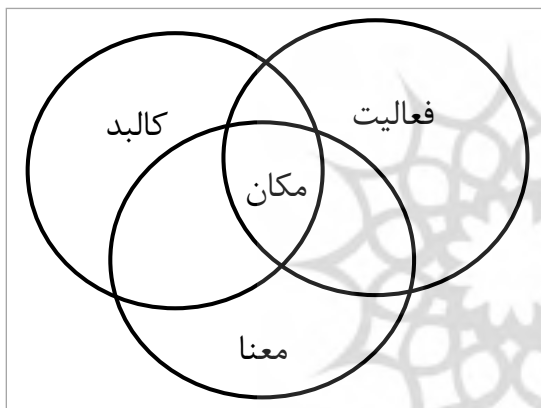 فعالیت
کالبد
مکان
معنا